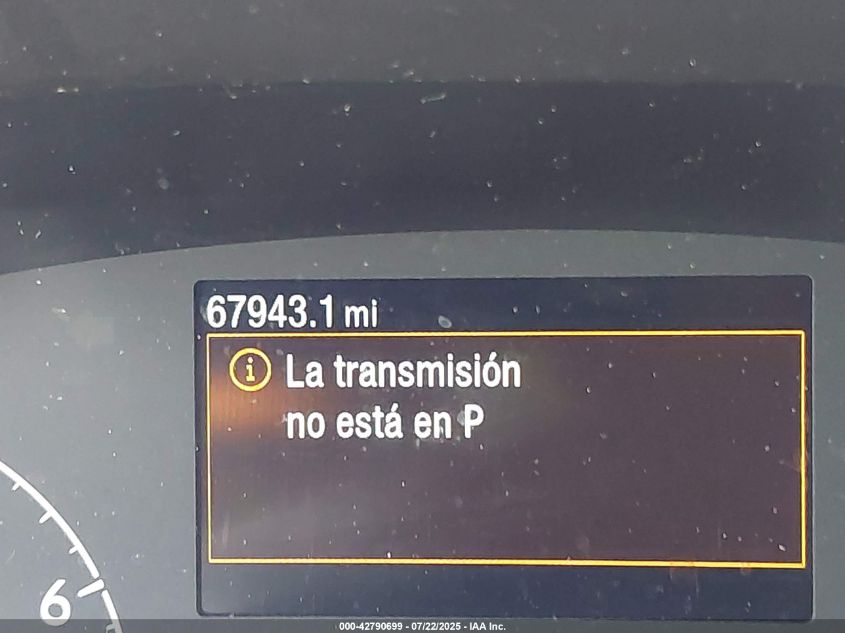 67943.1 mi
i La transmisión
no está en P
6
000-42790699 - 07/22/2025 - IAA Inc.